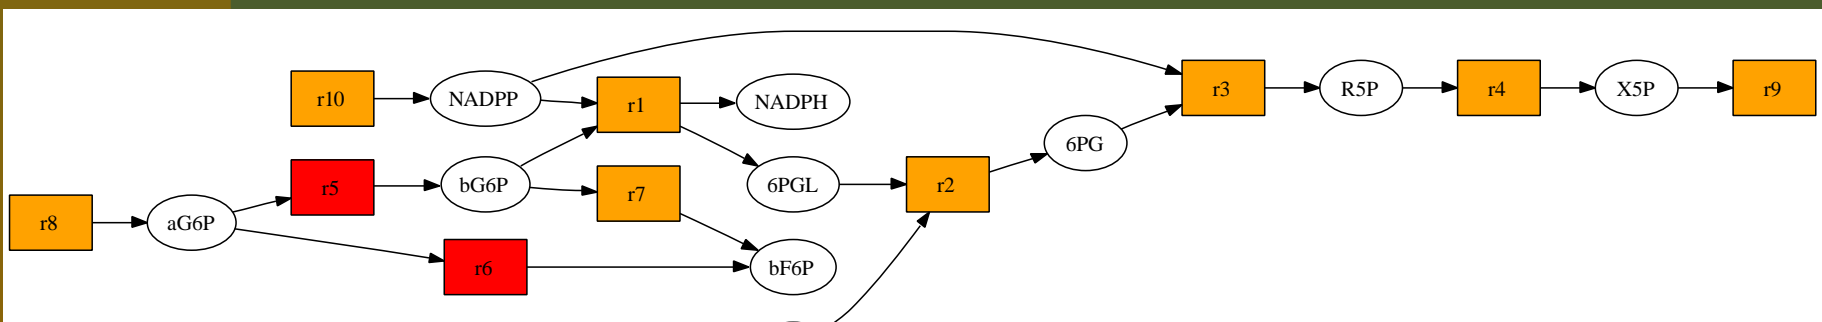 r10
NADPP
r1
NADPH
r3
R5P
r4
X5P
r9
6PG
r5
bG6P
r7
6PGL
r2
r8
aG6P
r6
bF6P